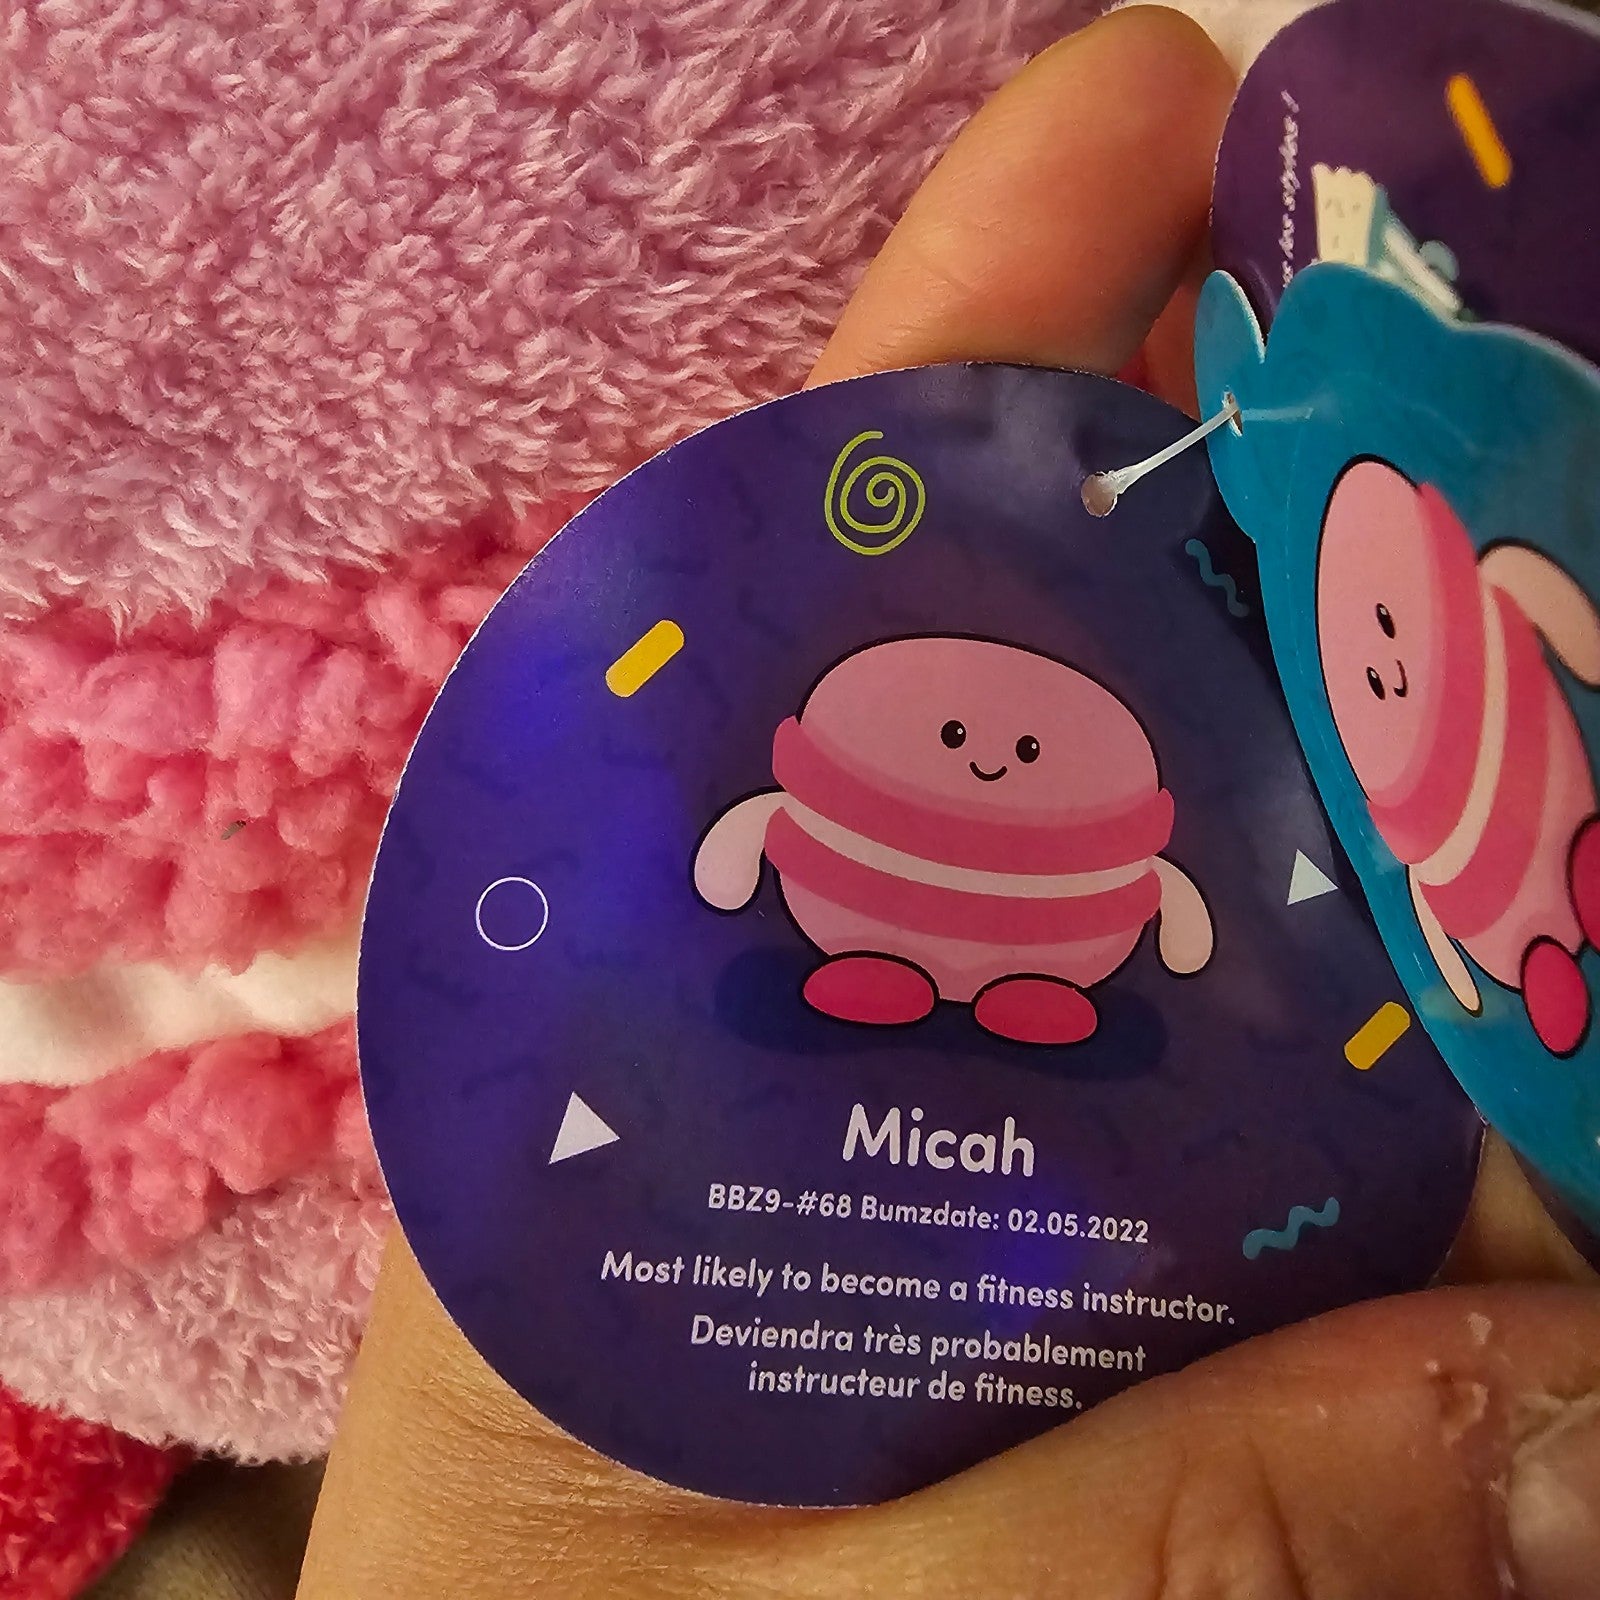 Micah
BBZ9-#68 Bumzdate: 02.05.2022
Most likely to become a fitness instructor.
Deviendra très probablement
instructeur de fitness.